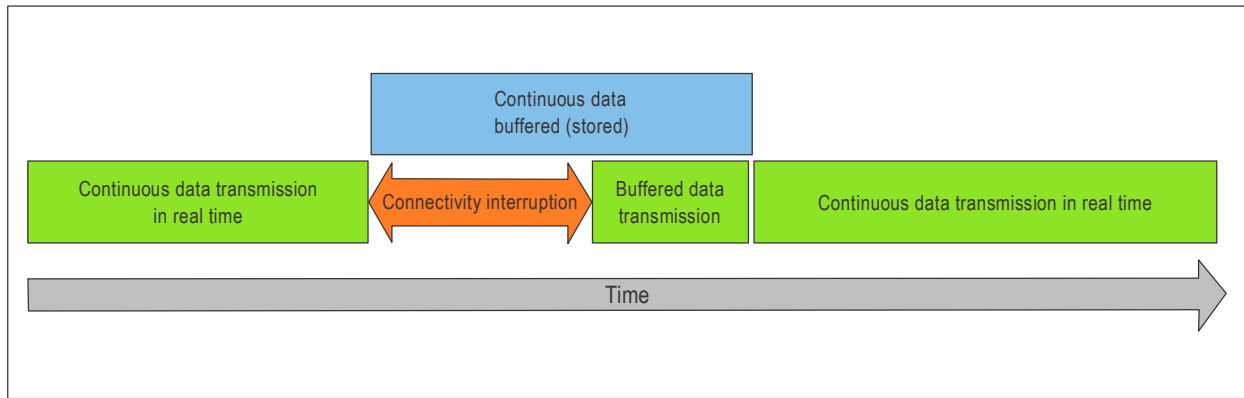 Continuous data
buffered (stored)
Continuous data transmission
in real time
Connectivity interruption
Buffered data
transmission
Continuous data transmission in real time
Time